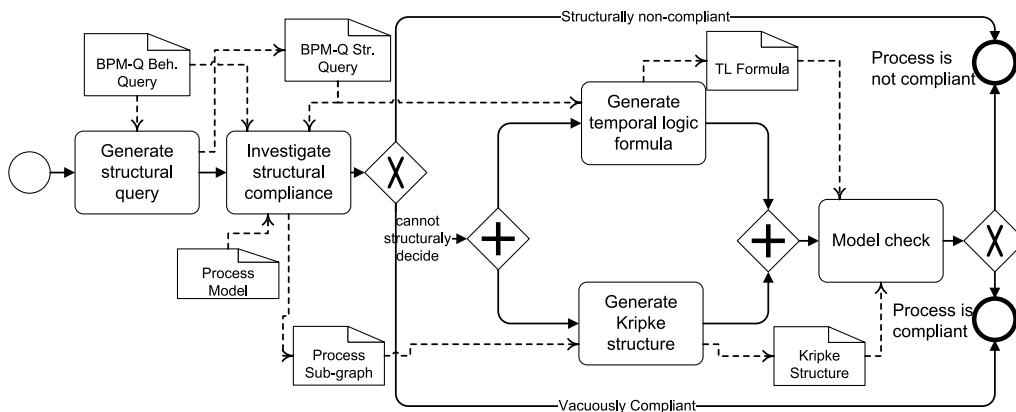 Structurally non-compliant
BPM-Q Beh.
Query
BPM-Q Str.
Query
TL Formula
Process is
not compliant
Generate
structural
query
Investigate
structural
compliance
Generate
temporal logic
formula
X
cannot
structuraly
decide
Model check
X
Process
Model
Generate
Kripke
structure
Process is
compliant
Process
Sub-graph
Kripke
Structure
Vacuously Compliant